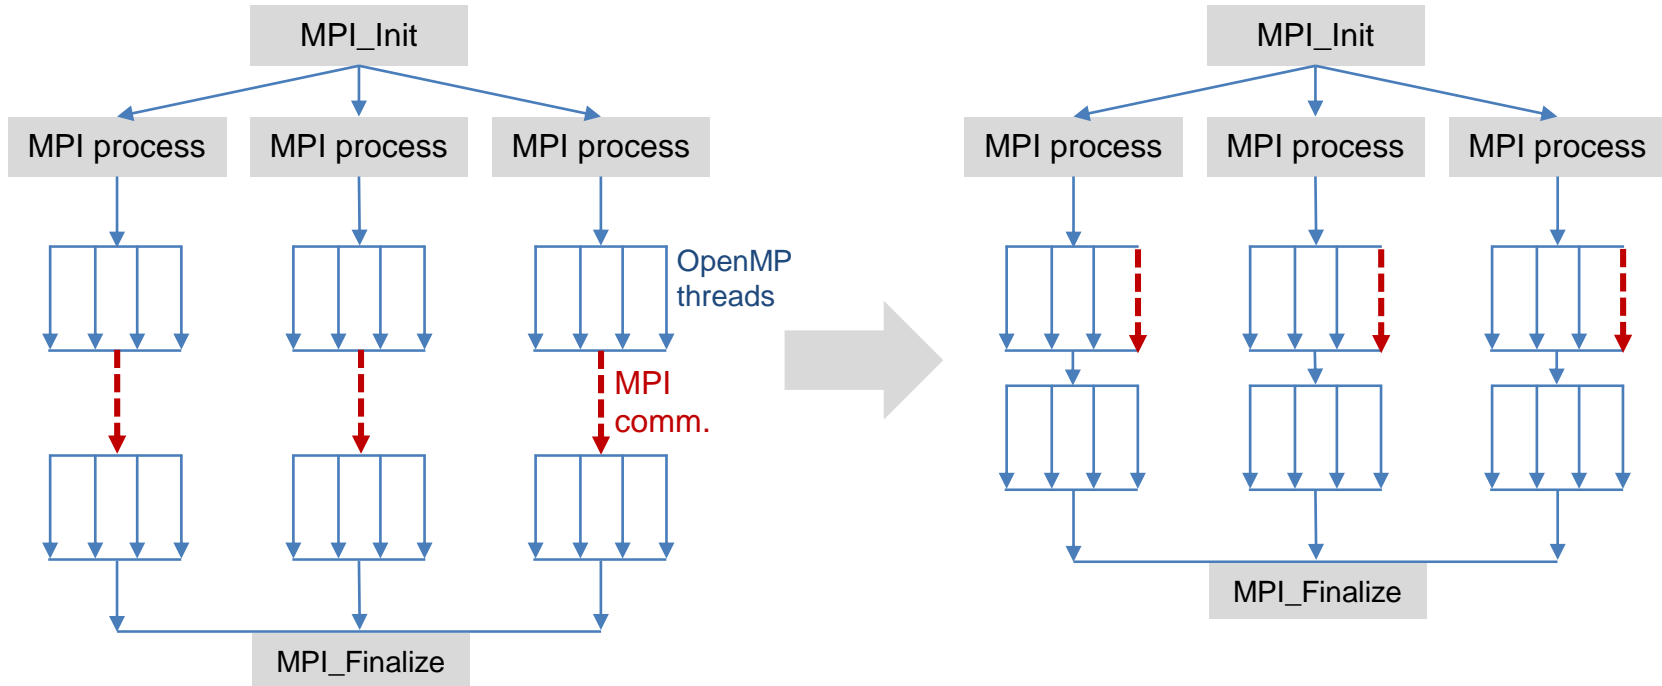 MPI_Init
MPI process
MPI process
MPI process
OpenMP
threads
MPI
comm.
MPI_Finalize
MPI_Init
MPI process
MPI process
MPI process
MPI_Finalize